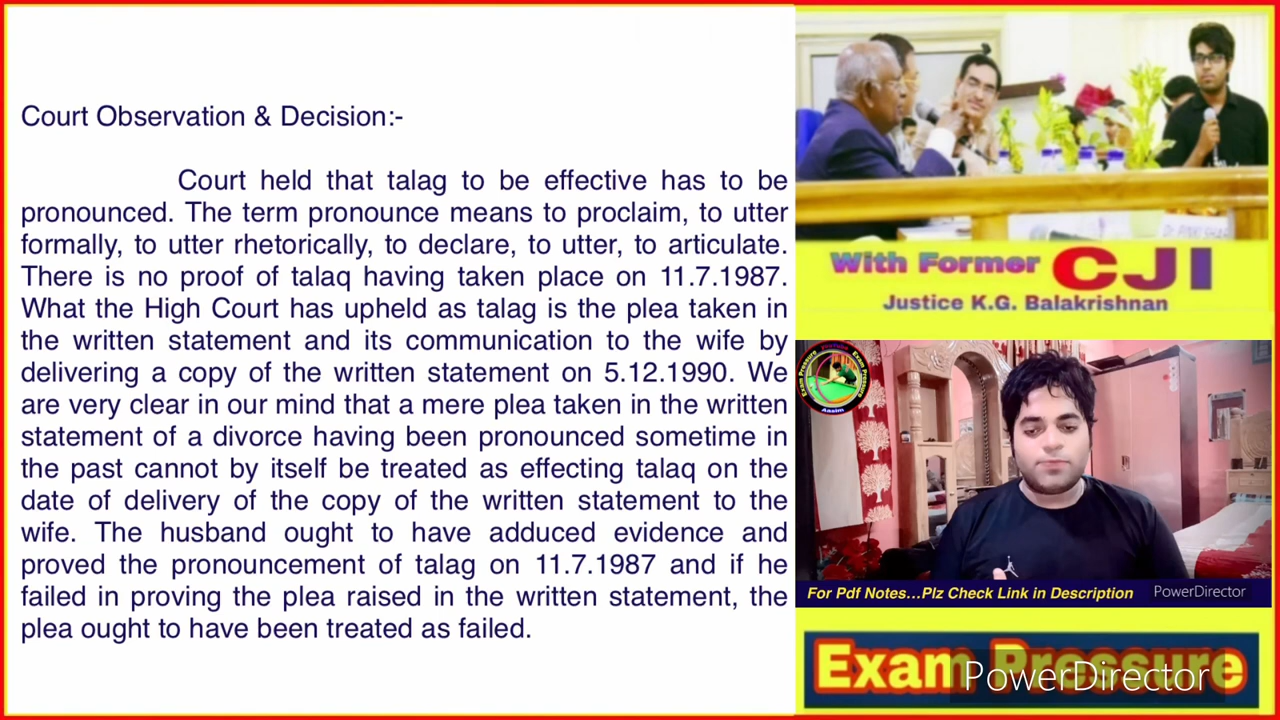 Court Observation & Decision:-
Court held that talag to be effective has to be
pronounced. The term pronounce means to proclaim, to utter
formally, to utter rhetorically, to declare, to utter, to articulate.
There is no proof of talaq having taken place on 11.7.1987.
What the High Court has upheld as talag is the plea taken in
the written statement and its communication to the wife by
delivering a copy of the written statement on 5.12.1990. We
are very clear in our mind that a mere plea taken in the written
statement of a divorce having been pronounced sometime in
the past cannot by itself be treated as effecting talaq on the
date of delivery of the copy of the written statement to the
wife. The husband ought to have adduced evidence and
proved the pronouncement of talag on 11.7.1987 and if he
failed in proving the plea raised in the written statement, the
plea ought to have been treated as failed.
With Former CJI
Justice K.G. Balakrishnan
Exam Pressure
Aasim
For Pdf Notes...Plz Check Link in Description
PowerDirector
Exam Pressure
PowerDirector